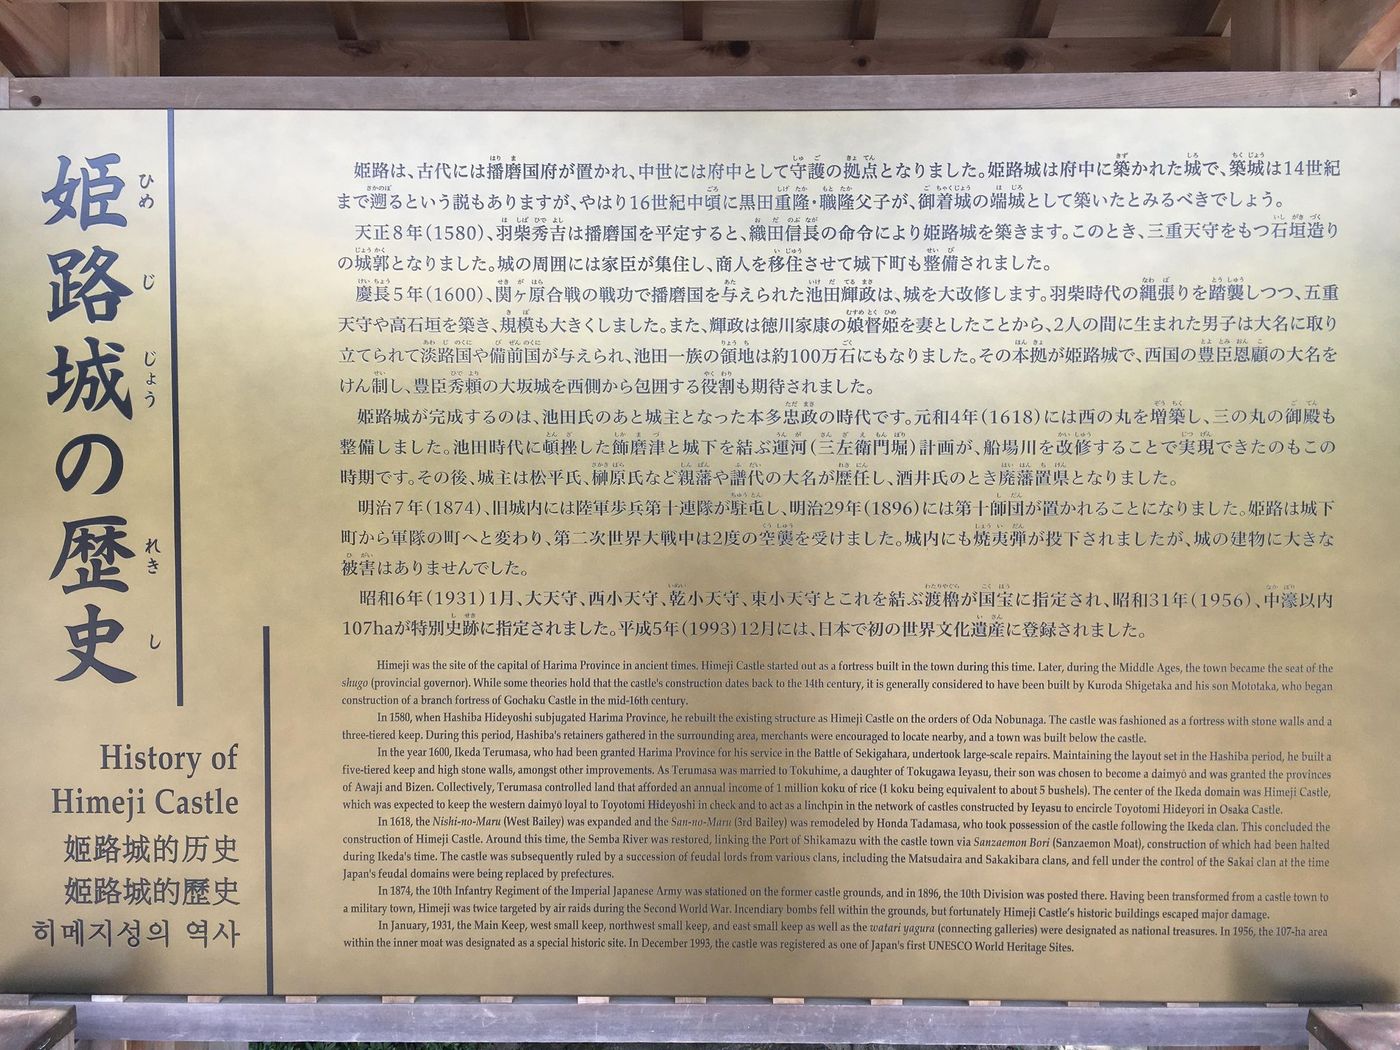 姫路城の歴史
ひめ じ じょう れき し
History of
Himeji Castle
姫路城的历史
姬路城的歷史
히메지성의 역사
姫路は、古代には播磨国府が置かれ、中世には府中として守護の拠点となりました。姫路城は府中に築かれた城で、築城は14世紀
まで遡るという説もありますが、やはり16世紀中頃に黒田重隆・職隆父子が、御着城の端城として築いたとみるべきでしょう。
天正8年（1580）、羽柴秀吉は播磨国を平定すると、織田信長の命令により姫路城を築きます。このとき、三重天守をもつ石垣造り
の城郭となりました。城の周囲には家臣が集住し、商人を移住させて城下町も整備されました。
慶長5年（1600）、関ヶ原合戦の戦功で播磨国を与えられた池田輝政は、城を大改修します。羽柴時代の縄張りを踏襲しつつ、五重
天守や高石垣を築き、規模も大きくしました。また、輝政は徳川家康の娘督姫を妻としたことから、2人の間に生まれた男子は大名に取り
立てられて淡路国や備前国が与えられ、池田一族の領地は約100万石にもなりました。その本拠が姫路城で、西国の豊臣恩顧の大名を
けん制し、豊臣秀頼の大坂城を西側から包囲する役割も期待されました。
姫路城が完成するのは、池田氏のあと城主となった本多忠政の時代です。元和4年（1618）には西の丸を増築し、三の丸の御殿も
整備しました。池田時代に頓挫した飾磨津と城下を結ぶ運河（三左衛門堀）計画が、船場川を改修することで実現できたのもこの
時期です。その後、城主は松平氏、榊原氏など親藩や譜代の大名が歴任し、酒井氏のとき廃藩置県となりました。
明治7年（1874）、旧城内には陸軍歩兵第十連隊が駐屯し、明治29年（1896）には第十師団が置かれることになりました。姫路は城下
町から軍隊の町へと変わり、第二次世界大戦中は2度の空襲を受けました。城内にも焼夷弾が投下されましたが、城の建物に大きな
被害はありませんでした。
昭和6年（1931）1月、大天守、西小天守、乾小天守、東小天守とこれを結ぶ渡櫓が国宝に指定され、昭和31年（1956）、中濠以内
107haが特別史跡に指定されました。平成5年（1993）12月には、日本で初の世界文化遺産に登録されました。
Himeji was the site of the capital of Harima Province in ancient times. Himeji Castle started out as a fortress built in the town during this time. Later, during the Middle Ages, the town became the seat of the
shugo (provincial governor). While some theories hold that the castle's construction dates back to the 14th century, it is generally considered to have been built by Kuroda Shigetaka and his son Mototaka, who began
construction of a branch fortress of Gochaku Castle in the mid-16th century.
In 1580, when Hashiba Hideyoshi subjugated Harima Province, he rebuilt the existing structure as Himeji Castle on the orders of Oda Nobunaga. The castle was fashioned as a fortress with stone walls and a
three-tiered keep. During this period, Hashiba's retainers gathered in the surrounding area, merchants were encouraged to locate nearby, and a town was built below the castle.
In the year 1600, Ikeda Terumasa, who had been granted Harima Province for his service in the Battle of Sekigahara, undertook large-scale repairs. Maintaining the layout set in the Hashiba period, he built a
five-tiered keep and high stone walls, amongst other improvements. As Terumasa was married to Tokuhime, a daughter of Tokugawa Ieyasu, their son was chosen to become a daimyō and was granted the provinces
of Awaji and Bizen. Collectively, Terumasa controlled land that afforded an annual income of 1 million koku of rice (1 koku being equivalent to about 5 bushels). The center of the Ikeda domain was Himeji Castle,
which was expected to keep the western daimyō loyal to Toyotomi Hideyoshi in check and to act as a linchpin in the network of castles constructed by Ieyasu to encircle Toyotomi Hideyori in Osaka Castle.
In 1618, the Nishi-no-Maru (West Bailey) was expanded and the San-no-Maru (3rd Bailey) was remodeled by Honda Tadamasa, who took possession of the castle following the Ikeda clan. This concluded the
construction of Himeji Castle. Around this time, the Semba River was restored, linking the Port of Shikamazu with the castle town via Sanzaemon Bori (Sanzaemon Moat), construction of which had been halted
during Ikeda's time. The castle was subsequently ruled by a succession of feudal lords from various clans, including the Matsudaira and Sakakibara clans, and fell under the control of the Sakai clan at the time
Japan's feudal domains were being replaced by prefectures.
In 1874, the 10th Infantry Regiment of the Imperial Japanese Army was stationed on the former castle grounds, and in 1896, the 10th Division was posted there. Having been transformed from a castle town to
a military town, Himeji was twice targeted by air raids during the Second World War. Incendiary bombs fell within the grounds, but fortunately Himeji Castle's historic buildings escaped major damage.
In January, 1931, the Main Keep, west small keep, northwest small keep, and east small keep as well as the watari yagura (connecting galleries) were designated as national treasures. In 1956, the 107-ha area
within the inner moat was designated as a special historic site. In December 1993, the castle was registered as one of Japan's first UNESCO World Heritage Sites.